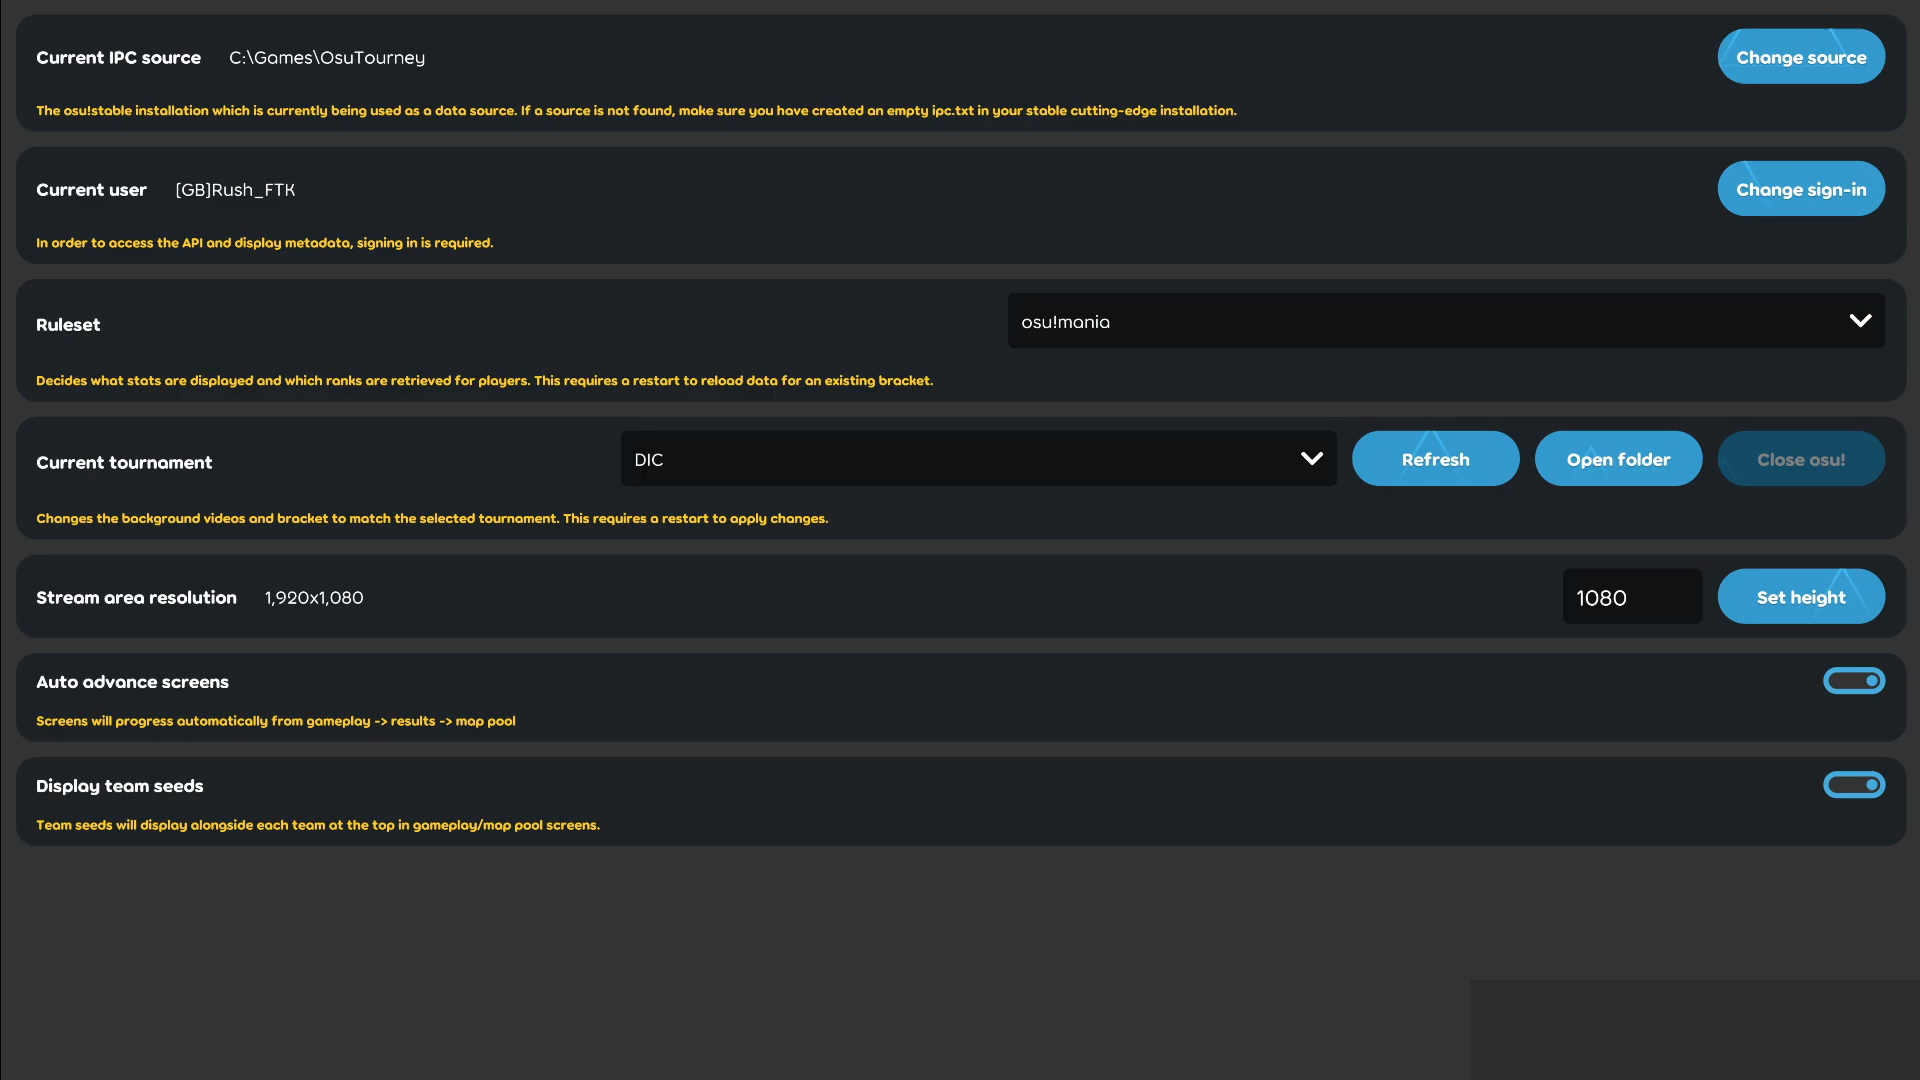 Current IPC source C:\Games\OsuTourney Change source
The osu!stable installation which is currently being used as a data source. If a source is not found, make sure you have created an empty ipc.txt in your stable cutting-edge installation.
Current user [GB]Rush_FTK Change sign-in
In order to access the API and display metadata, signing in is required.
Ruleset osu!mania
Decides what stats are displayed and which ranks are retrieved for players. This requires a restart to reload data for an existing bracket.
Current tournament DIC Refresh Open folder Close osu!
Changes the background videos and bracket to match the selected tournament. This requires a restart to apply changes.
Stream area resolution 1,920x1,080 1080 Set height
Auto advance screens
Screens will progress automatically from gameplay -> results -> map pool
Display team seeds
Team seeds will display alongside each team at the top in gameplay/map pool screens.